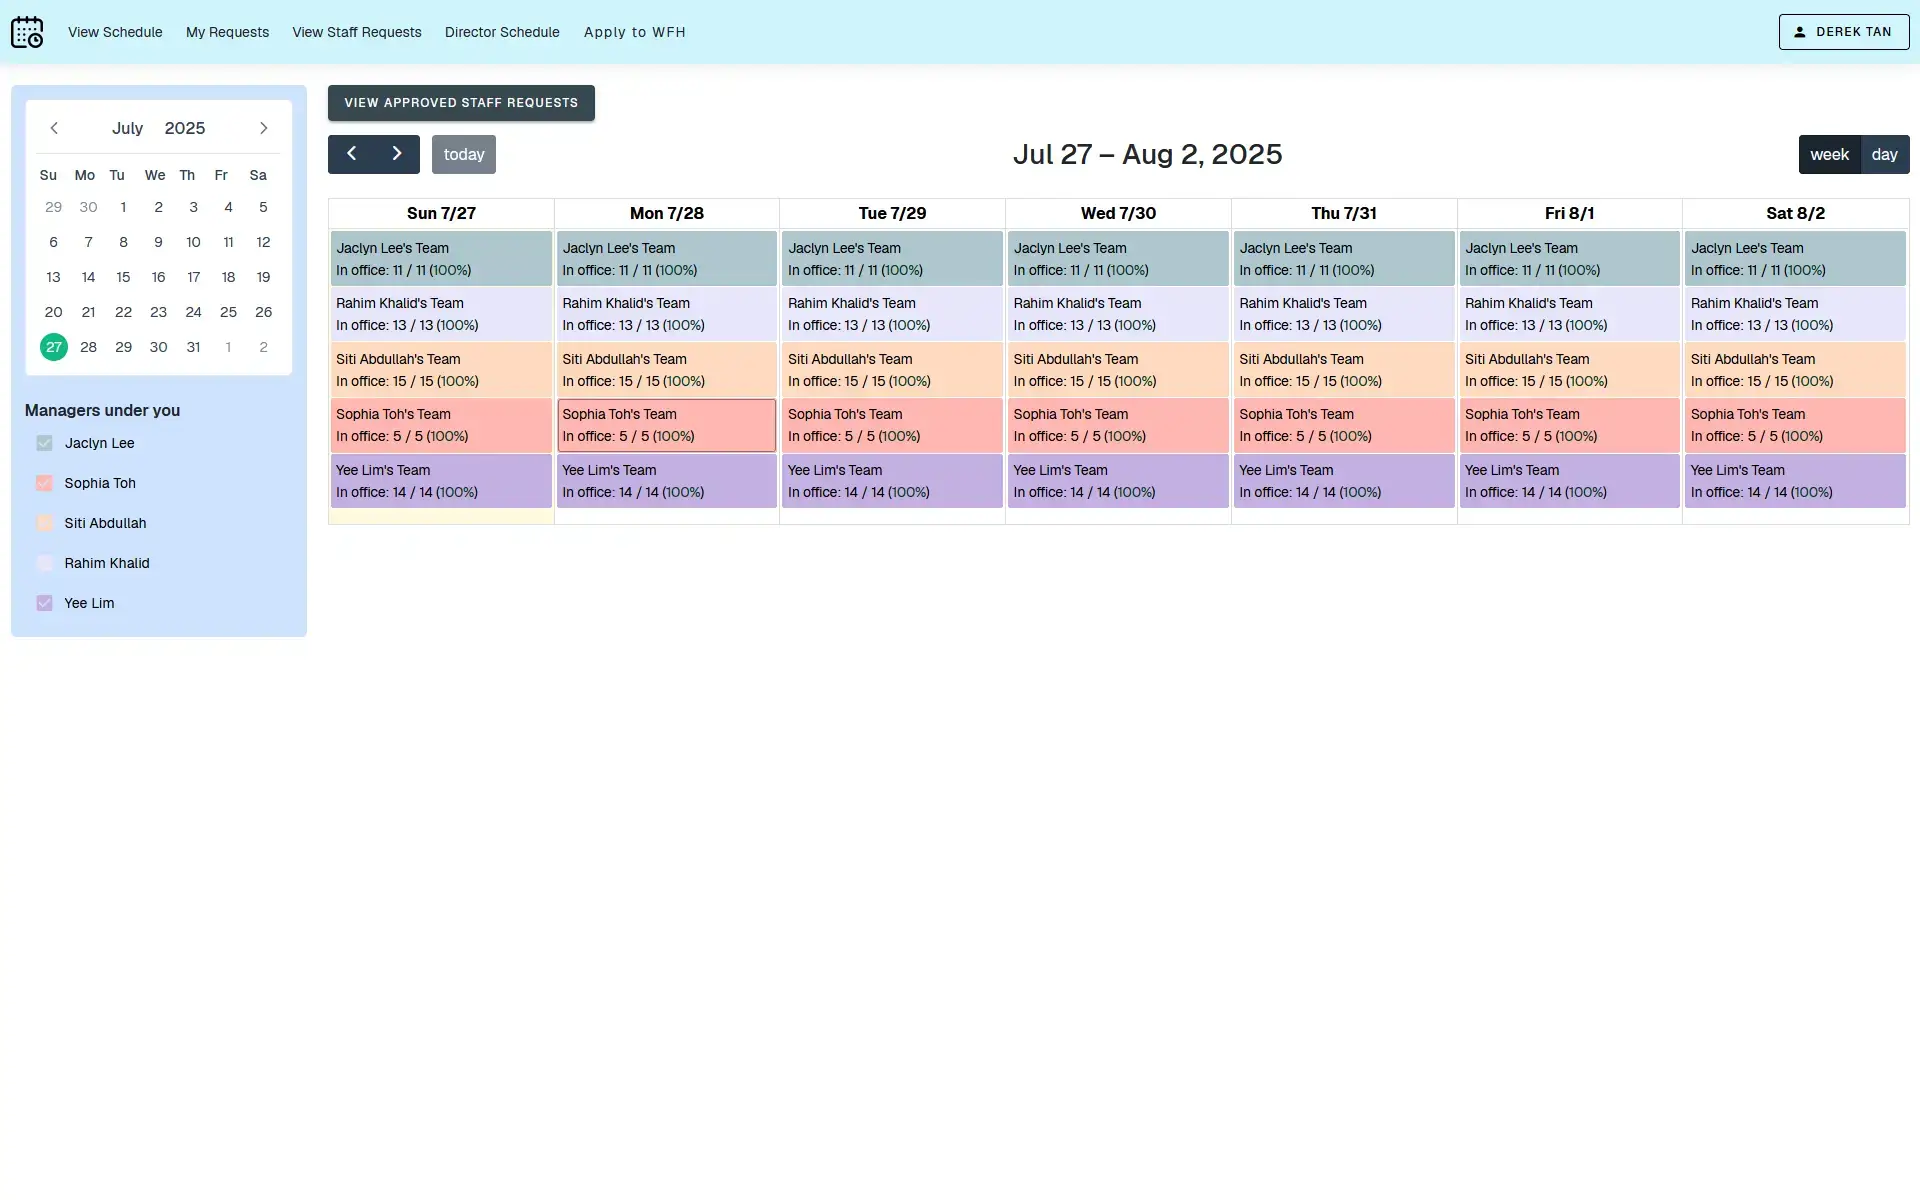 View Schedule My Requests View Staff Requests Director Schedule Apply to WFH DEREK TAN
July 2025
Su Mo Tu We Th Fr Sa
29 30 1 2 3 4 5
6 7 8 9 10 11 12
13 14 15 16 17 18 19
20 21 22 23 24 25 26
27 28 29 30 31 1 2
Managers under you
Jaclyn Lee
Sophia Toh
Siti Abdullah
Rahim Khalid
Yee Lim
VIEW APPROVED STAFF REQUESTS
today Jul 27 – Aug 2, 2025 week day
Sun 7/27 Mon 7/28 Tue 7/29 Wed 7/30 Thu 7/31 Fri 8/1 Sat 8/2
Jaclyn Lee's Team Jaclyn Lee's Team Jaclyn Lee's Team Jaclyn Lee's Team Jaclyn Lee's Team Jaclyn Lee's Team Jaclyn Lee's Team
In office: 11 / 11 (100%) In office: 11 / 11 (100%) In office: 11 / 11 (100%) In office: 11 / 11 (100%) In office: 11 / 11 (100%) In office: 11 / 11 (100%) In office: 11 / 11 (100%)
Rahim Khalid's Team Rahim Khalid's Team Rahim Khalid's Team Rahim Khalid's Team Rahim Khalid's Team Rahim Khalid's Team Rahim Khalid's Team
In office: 13 / 13 (100%) In office: 13 / 13 (100%) In office: 13 / 13 (100%) In office: 13 / 13 (100%) In office: 13 / 13 (100%) In office: 13 / 13 (100%) In office: 13 / 13 (100%)
Siti Abdullah's Team Siti Abdullah's Team Siti Abdullah's Team Siti Abdullah's Team Siti Abdullah's Team Siti Abdullah's Team Siti Abdullah's Team
In office: 15 / 15 (100%) In office: 15 / 15 (100%) In office: 15 / 15 (100%) In office: 15 / 15 (100%) In office: 15 / 15 (100%) In office: 15 / 15 (100%) In office: 15 / 15 (100%)
Sophia Toh's Team Sophia Toh's Team Sophia Toh's Team Sophia Toh's Team Sophia Toh's Team Sophia Toh's Team Sophia Toh's Team
In office: 5 / 5 (100%) In office: 5 / 5 (100%) In office: 5 / 5 (100%) In office: 5 / 5 (100%) In office: 5 / 5 (100%) In office: 5 / 5 (100%) In office: 5 / 5 (100%)
Yee Lim's Team Yee Lim's Team Yee Lim's Team Yee Lim's Team Yee Lim's Team Yee Lim's Team Yee Lim's Team
In office: 14 / 14 (100%) In office: 14 / 14 (100%) In office: 14 / 14 (100%) In office: 14 / 14 (100%) In office: 14 / 14 (100%) In office: 14 / 14 (100%) In office: 14 / 14 (100%)